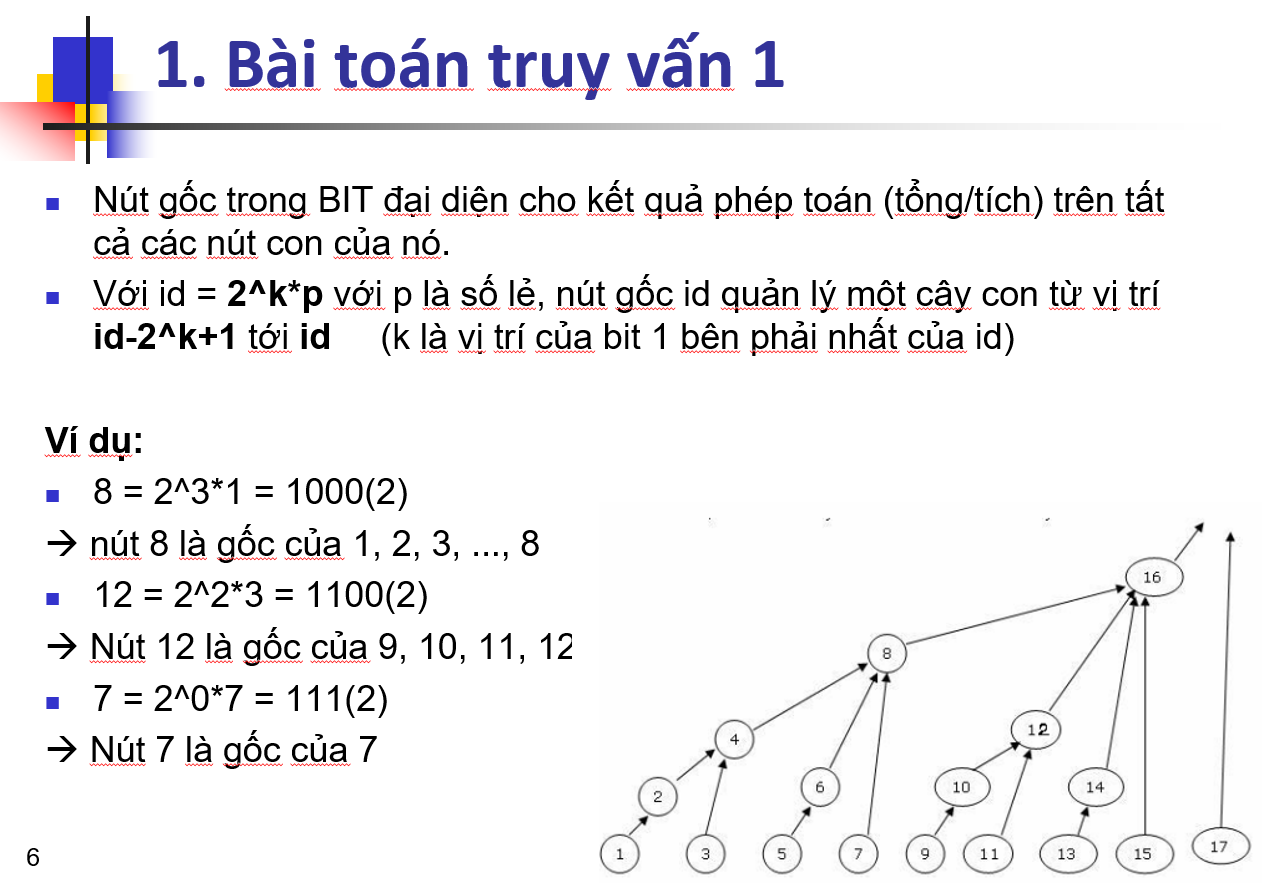 1. Bài toán truy vấn 1
Nút gốc trong BIT đại diện cho kết quả phép toán (tổng/tích) trên tất
cả các nút con của nó.
Với id = 2^k*p với p là số lẻ, nút gốc id quản lý một cây con từ vị trí
id-2^k+1 tới id (k là vị trí của bit 1 bên phải nhất của id)
Ví dụ:
8 = 2^3*1 = 1000(2)
→ nút 8 là gốc của 1, 2, 3, ..., 8
12 = 2^2*3 = 1100(2)
→ Nút 12 là gốc của 9, 10, 11, 12
7 = 2^0*7 = 111(2)
→ Nút 7 là gốc của 7
16
8
12
4
2
6
10
14
1
3
5
7
9
11
13
15
17
6